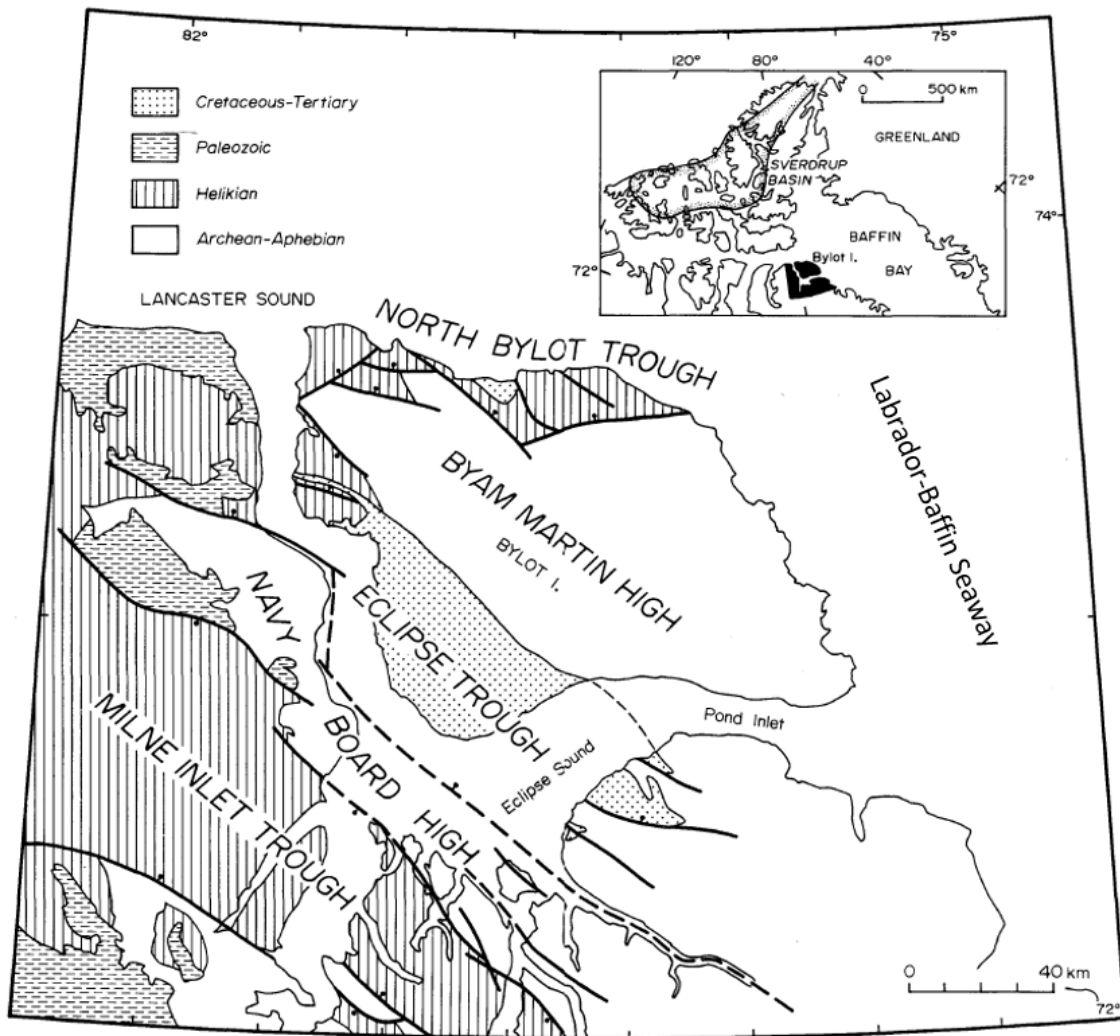 82°
75°
Cretaceous-Tertiary
Paleozoic
Helikian
Archean-Aphebian
120°
80°
40°
0 500 km
GREENLAND
SVERDRUP
BASIN
72°
74°
BAFFIN
BAY
Bylot I.
72°
LANCASTER SOUND
NORTH BYLOT TROUGH
Labrador-Baffin Seaway
BYAM MARTIN HIGH
BYLOT I.
NAVY BOARD HIGH
ECLIPSE TROUGH
MILNE INLET TROUGH
Pond Inlet
Eclipse Sound
0 40 km
72°